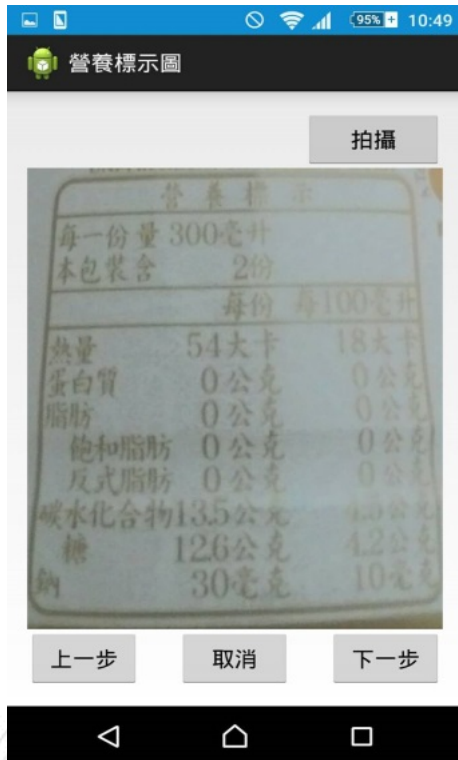 95% 10:49
營養標示圖
拍攝
營養標示
每一份量 300毫升
本包裝含 2份
每份 每100毫升
熱量 54大卡 18大卡
蛋白質 0公克 0公克
脂肪 0公克 0公克
飽和脂肪 0公克 0公克
反式脂肪 0公克 0公克
碳水化合物 13.5公克 4.5公克
糖 12.6公克 4.2公克
鈉 30毫克 10毫克
上一步 取消 下一步